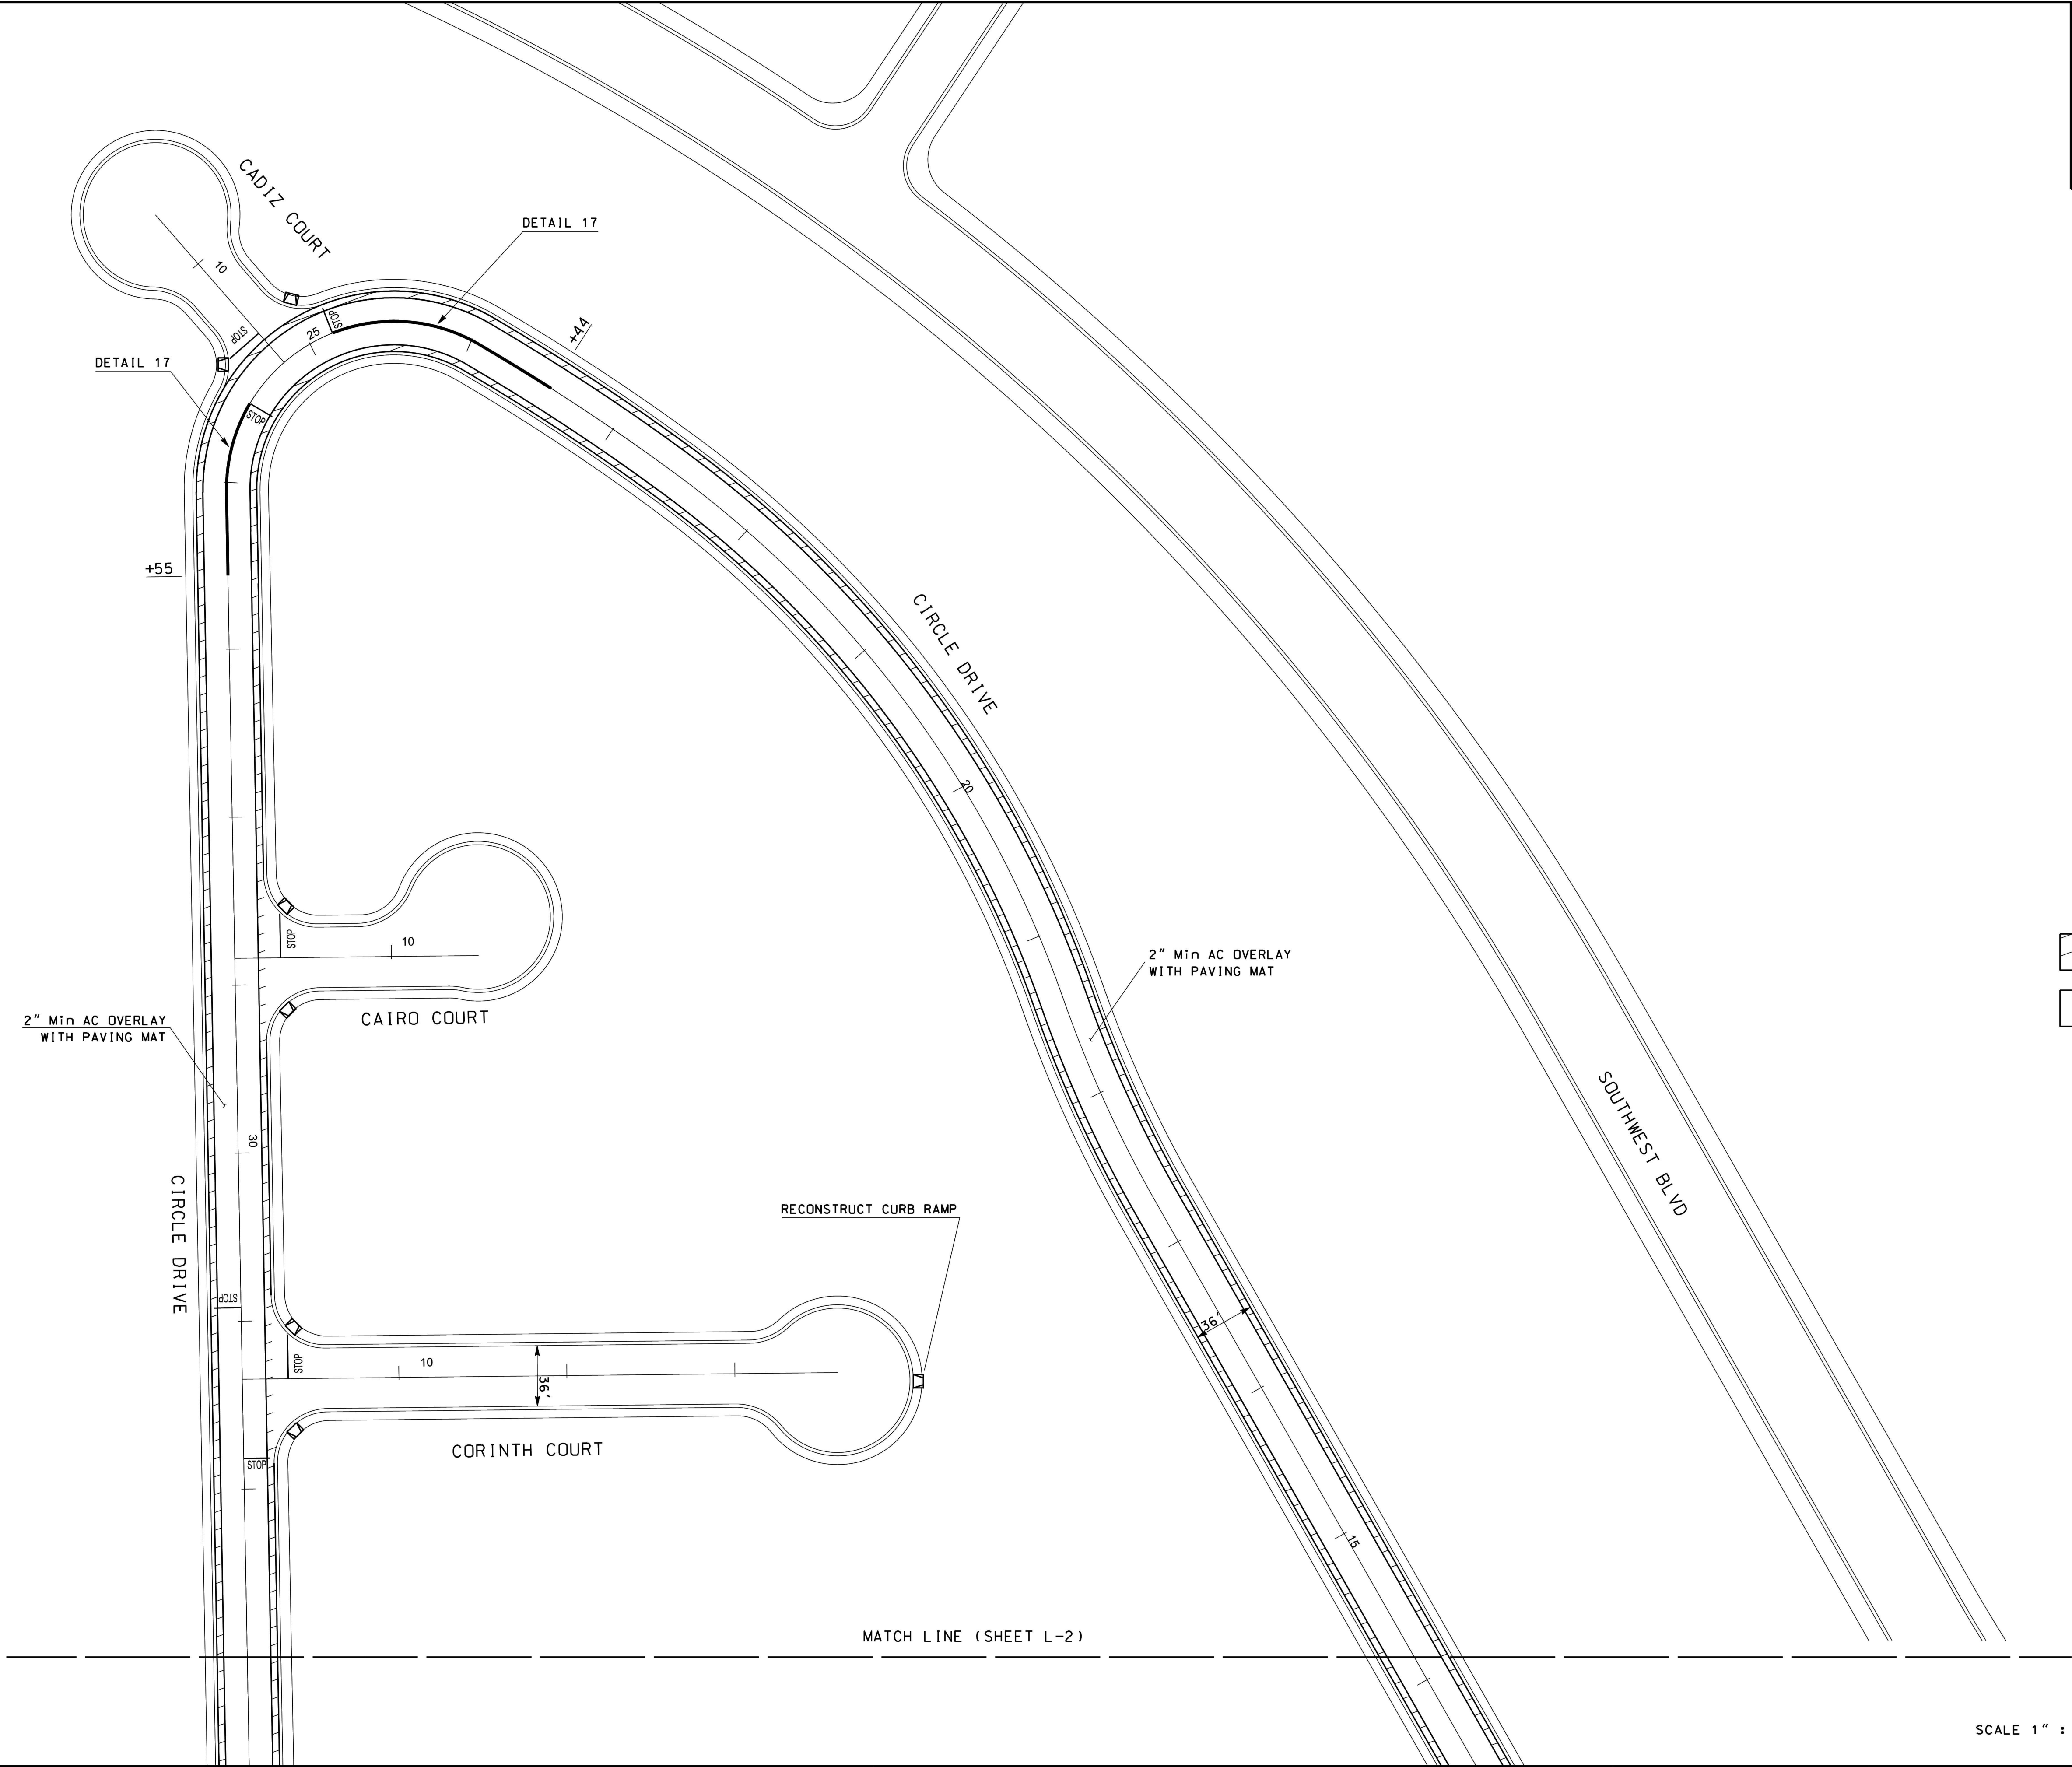 CADIZ COURT
DETAIL 17
10
STOP
STOP
25
+44
DETAIL 17
STOP
+55
CIRCLE DRIVE
20
STOP
10
2" Min AC OVERLAY
WITH PAVING MAT
CAIRO COURT
2" Min AC OVERLAY
WITH PAVING MAT
30
SOUTHWEST BLVD
CIRCLE DRIVE
RECONSTRUCT CURB RAMP
STOP
36'
STOP
10
36'
CORINTH COURT
STOP
15
MATCH LINE (SHEET L-2)
SCALE 1" :